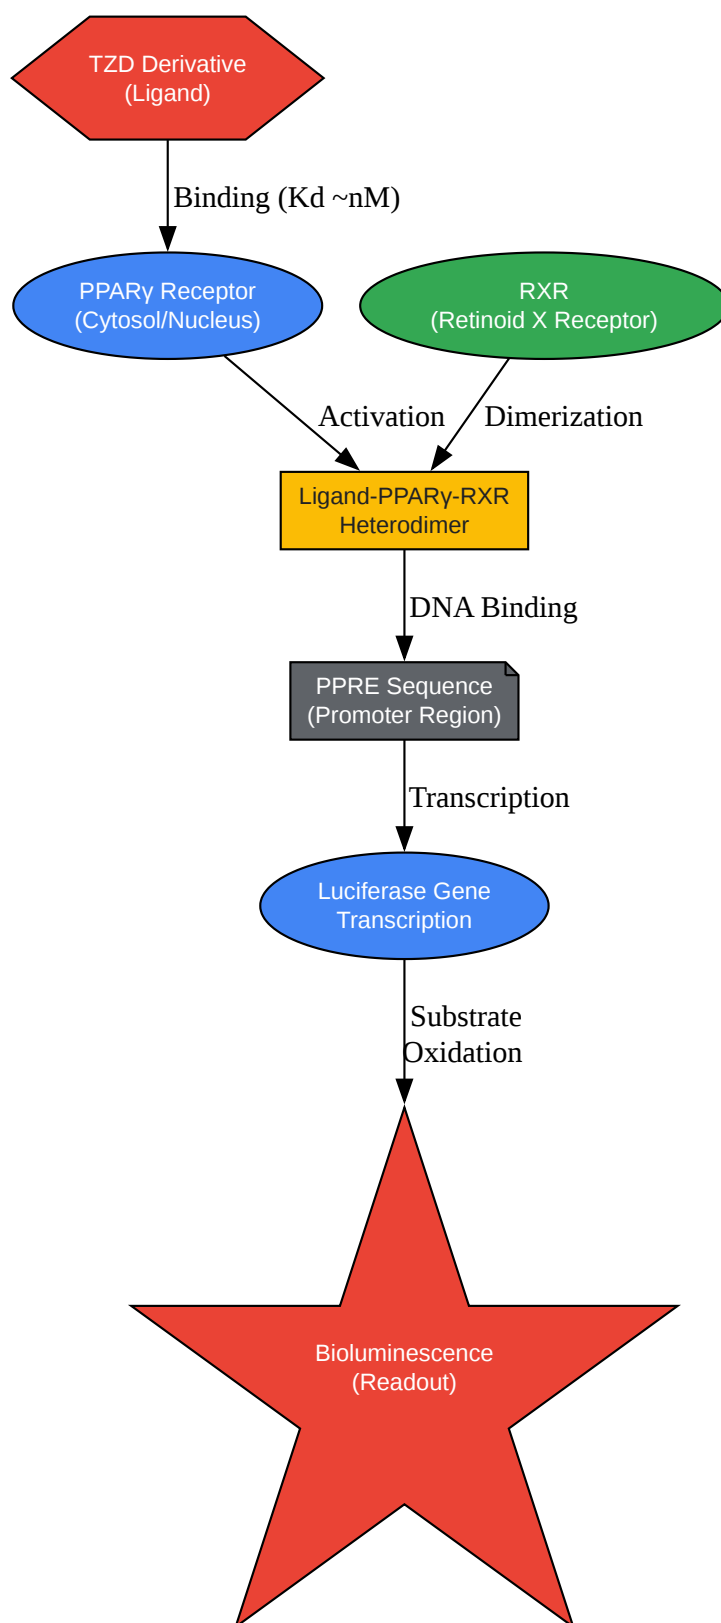 TZD Derivative
(Ligand)
Binding (Kd ~nM)
PPARγ Receptor
(Cytosol/Nucleus)
RXR
(Retinoid X Receptor)
Activation
Dimerization
Ligand-PPARγ-RXR
Heterodimer
DNA Binding
PPRE Sequence
(Promoter Region)
Transcription
Luciferase Gene
Transcription
Substrate
Oxidation
Bioluminescence
(Readout)